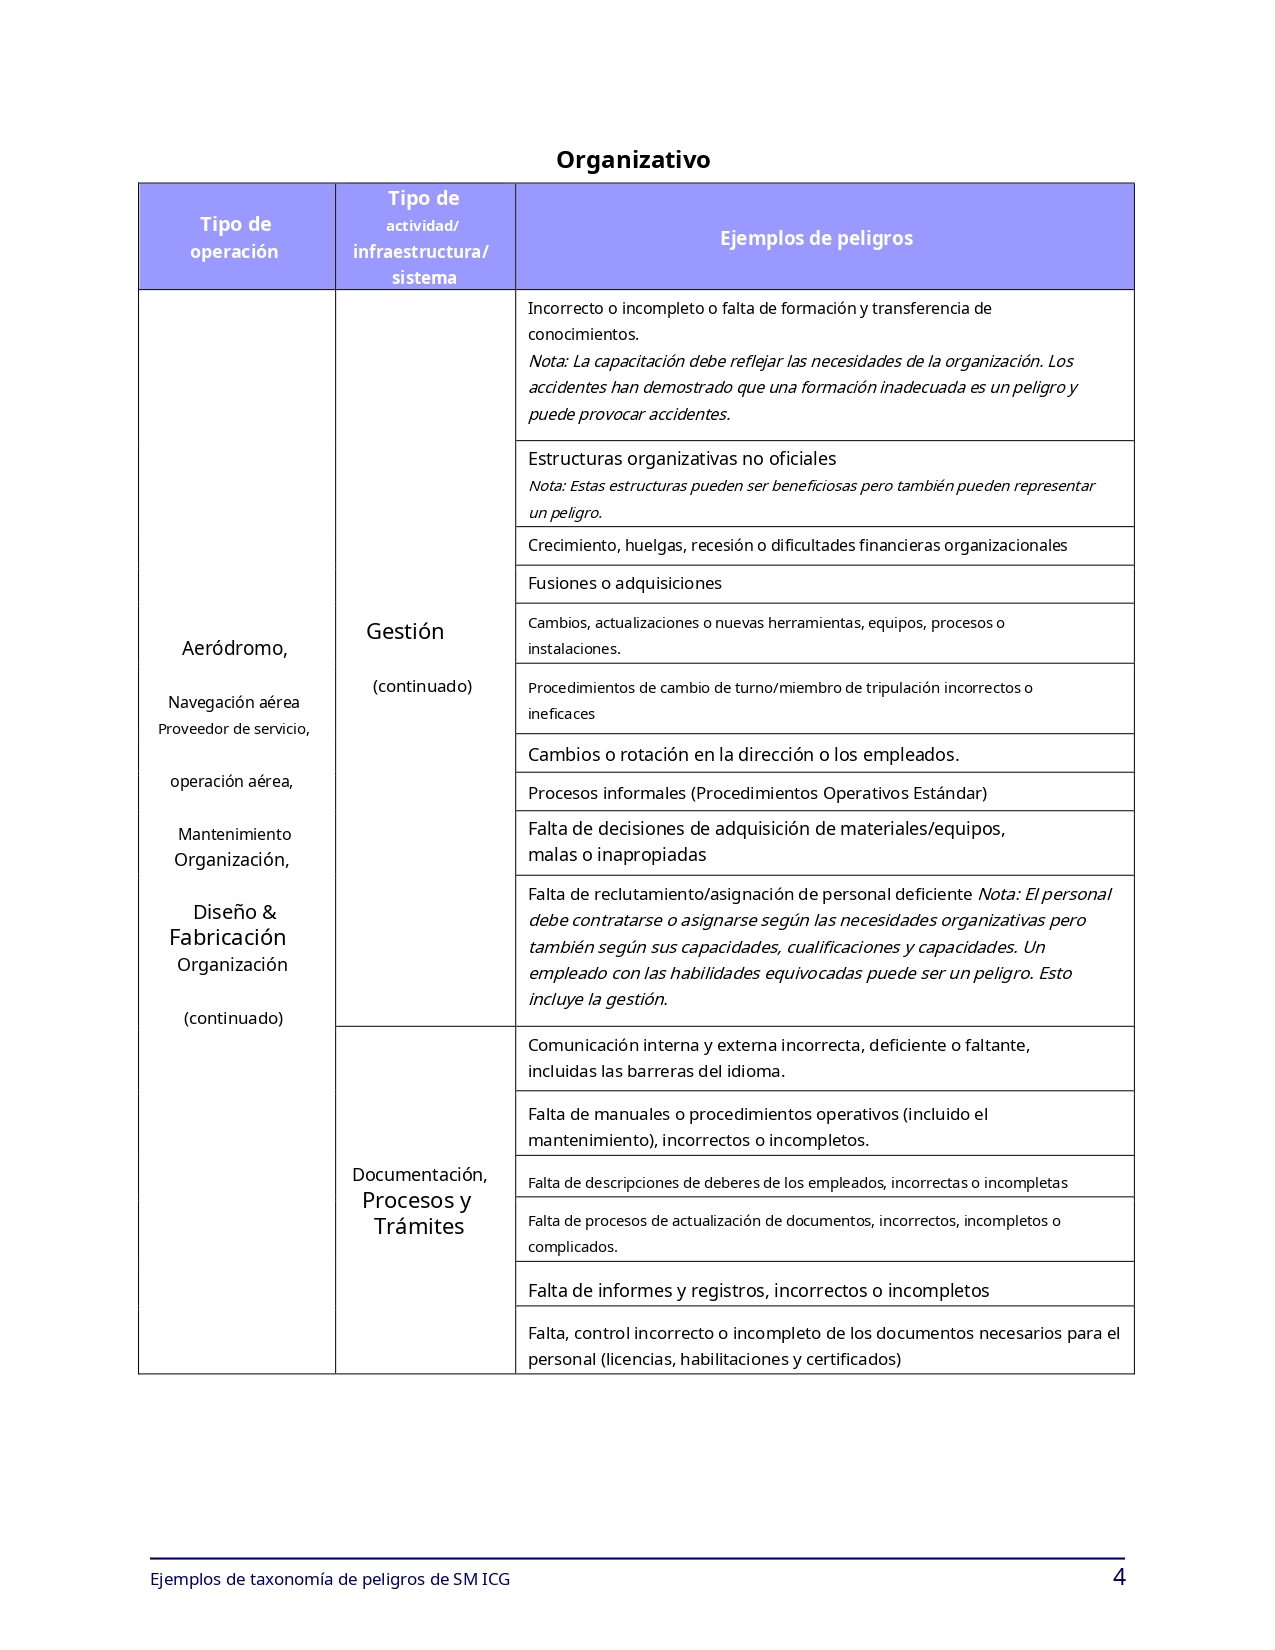 Organizativo
Tipo de
operación
Tipo de
actividad/
infraestructura/
sistema
Ejemplos de peligros
Aeródromo,
Navegación aérea
Proveedor de servicio,
operación aérea,
Mantenimiento
Organización,
Diseño &
Fabricación
Organización
(continuado)
Gestión
(continuado)
Incorrecto o incompleto o falta de formación y transferencia de
conocimientos.
Nota: La capacitación debe reflejar las necesidades de la organización. Los
accidentes han demostrado que una formación inadecuada es un peligro y
puede provocar accidentes.
Estructuras organizativas no oficiales
Nota: Estas estructuras pueden ser beneficiosas pero también pueden representar
un peligro.
Crecimiento, huelgas, recesión o dificultades financieras organizacionales
Fusiones o adquisiciones
Cambios, actualizaciones o nuevas herramientas, equipos, procesos o
instalaciones.
Procedimientos de cambio de turno/miembro de tripulación incorrectos o
ineficaces
Cambios o rotación en la dirección o los empleados.
Procesos informales (Procedimientos Operativos Estándar)
Falta de decisiones de adquisición de materiales/equipos,
malas o inapropiadas
Falta de reclutamiento/asignación de personal deficiente Nota: El personal
debe contratarse o asignarse según las necesidades organizativas pero
también según sus capacidades, cualificaciones y capacidades. Un
empleado con las habilidades equivocadas puede ser un peligro. Esto
incluye la gestión.
Documentación,
Procesos y
Trámites
Comunicación interna y externa incorrecta, deficiente o faltante,
incluidas las barreras del idioma.
Falta de manuales o procedimientos operativos (incluido el
mantenimiento), incorrectos o incompletos.
Falta de descripciones de deberes de los empleados, incorrectas o incompletas
Falta de procesos de actualización de documentos, incorrectos, incompletos o
complicados.
Falta de informes y registros, incorrectos o incompletos
Falta, control incorrecto o incompleto de los documentos necesarios para el
personal (licencias, habilitaciones y certificados)
Ejemplos de taxonomía de peligros de SM ICG
4